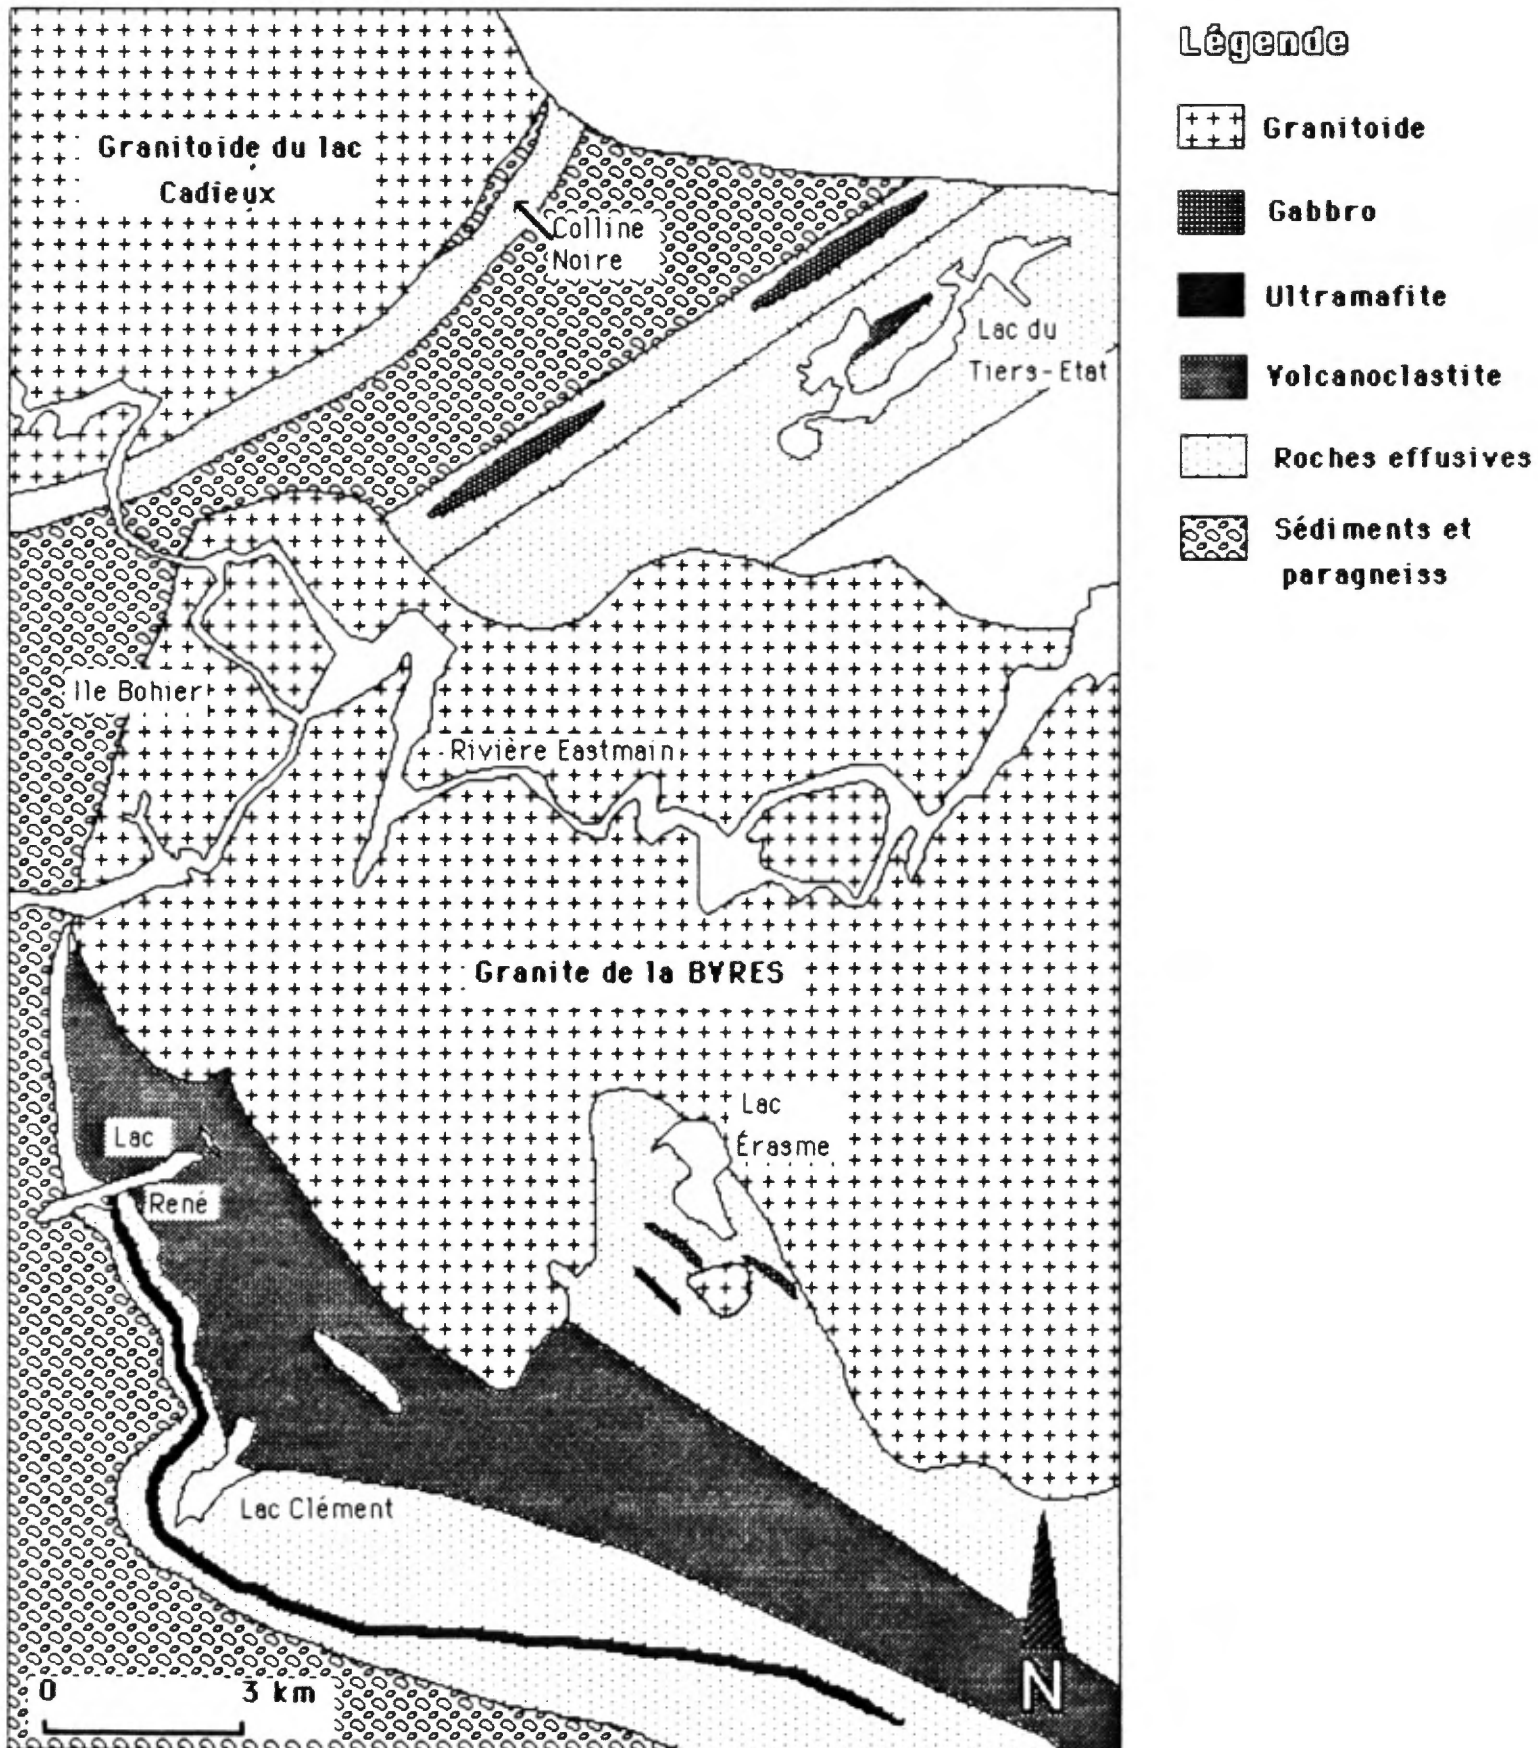 Légende
Granitoide
Gabbro
Ultramafite
Volcanoclastite
Roches effusives
Sédiments et
paragneiss
Granitoide du lac
Cadieux
Colline
Noire
Lac du
Tiers-Etat
Ile Bohier
Rivière Eastmain
Granite de la BVRES
Lac
Érasme
Lac
René
Lac Clément
0 3 km
N